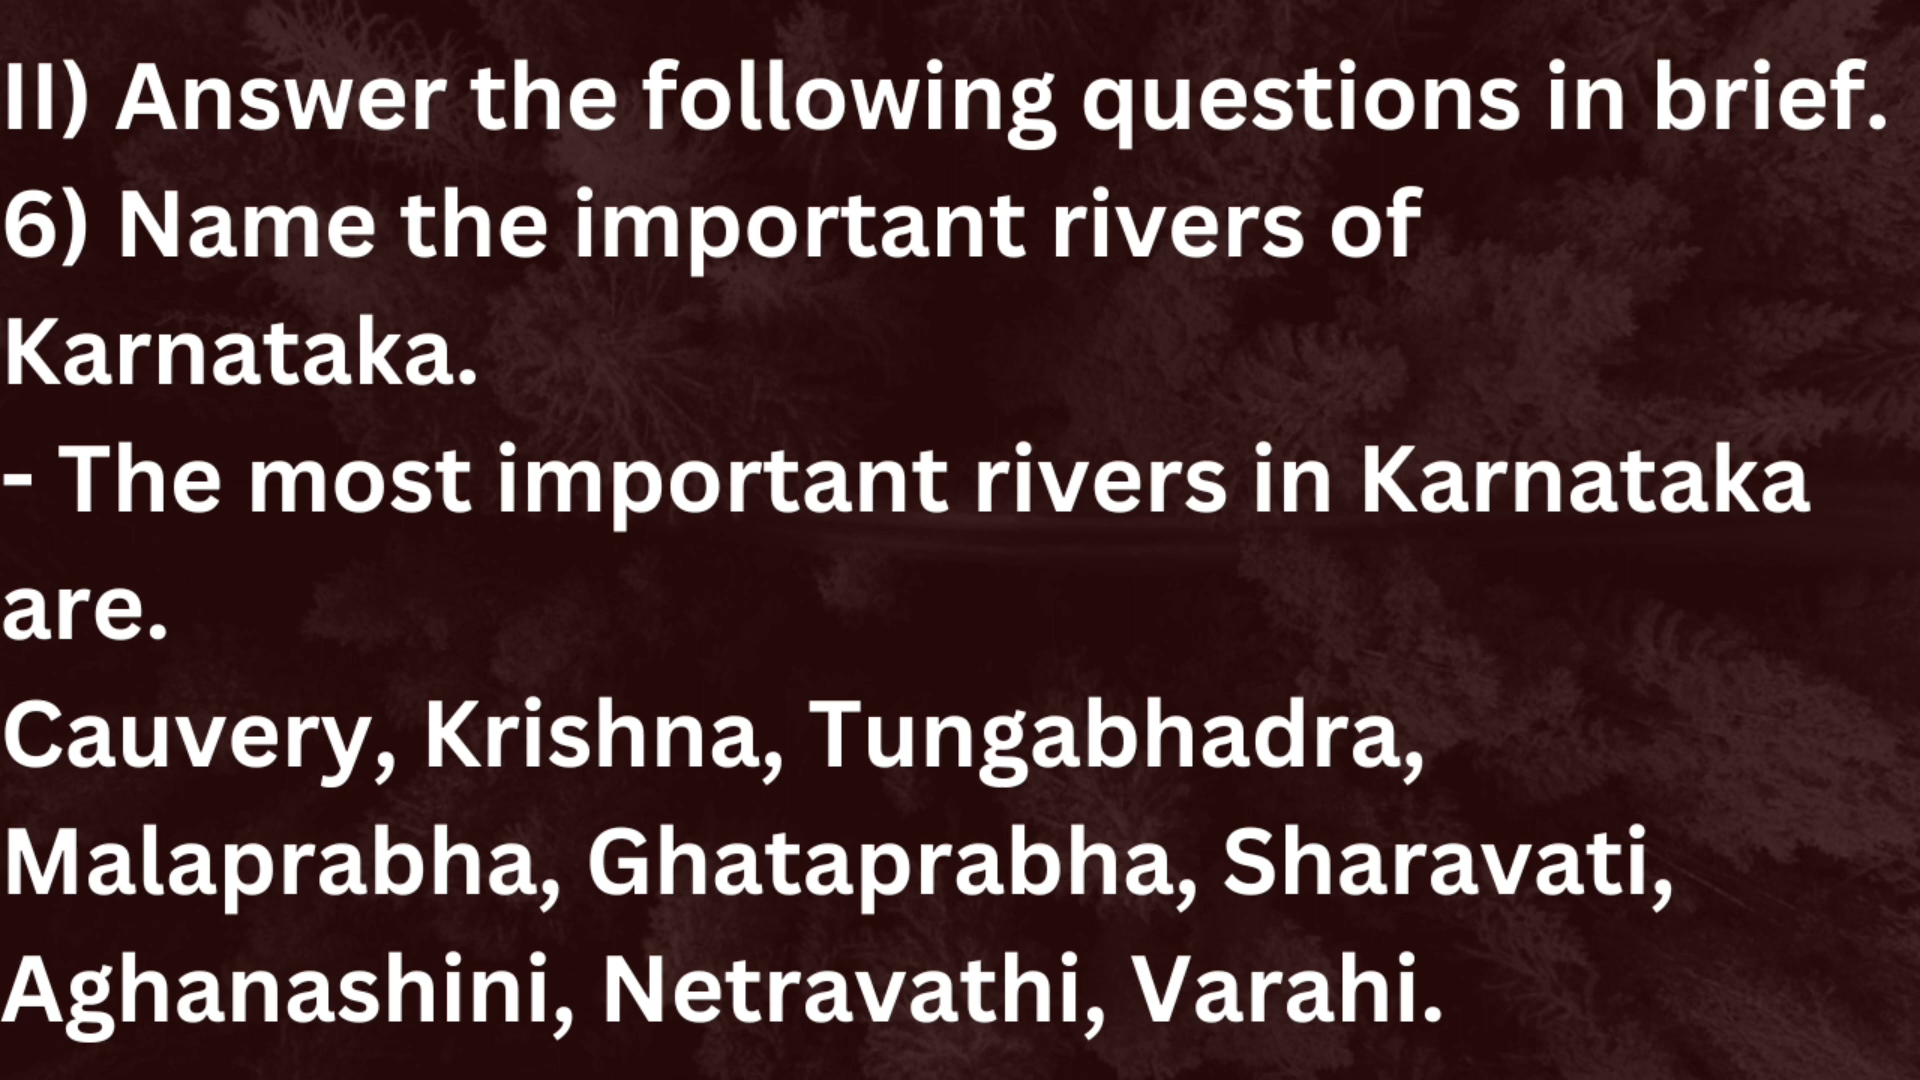 II) Answer the following questions in brief.
6) Name the important rivers of
Karnataka.
- The most important rivers in Karnataka
are.
Cauvery, Krishna, Tungabhadra,
Malaprabha, Ghataprabha, Sharavati,
Aghanashini, Netravathi, Varahi.